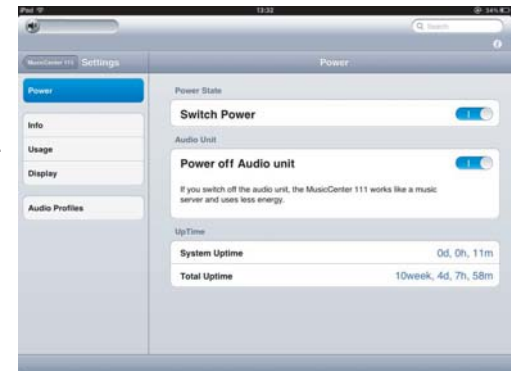 iPad
13:32
34%
Search
MusicCenter 111
Settings
Power
Power
Info
Usage
Display
Audio Profiles
Power State
Switch Power
Audio Unit
Power off Audio unit
If you switch off the audio unit, the MusicCenter 111 works like a music
server and uses less energy.
UpTime
System Uptime 0d, 0h, 11m
Total Uptime 10week, 4d, 7h, 58m